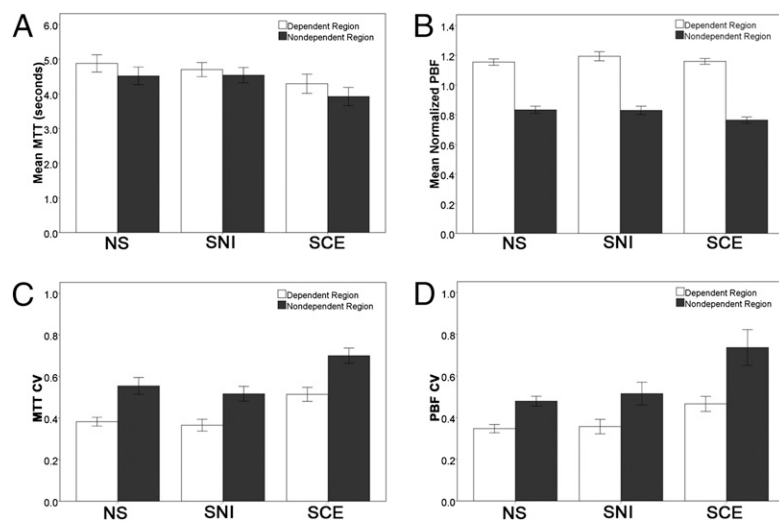 A
Mean MTT (seconds)
6.0
5.0
4.0
3.0
2.0
1.0
0.0
Dependent Region
Nondependent Region
NS SNI SCE
B
Mean Normalized PBF
1.4
1.2
1.0
0.8
0.6
0.4
0.2
0.0
Dependent Region
Nondependent Region
NS SNI SCE
C
MTT CV
1.0
0.8
0.6
0.4
0.2
0.0
Dependent Region
Nondependent Region
NS SNI SCE
D
PBF CV
1.0
0.8
0.6
0.4
0.2
0.0
Dependent Region
Nondependent Region
NS SNI SCE